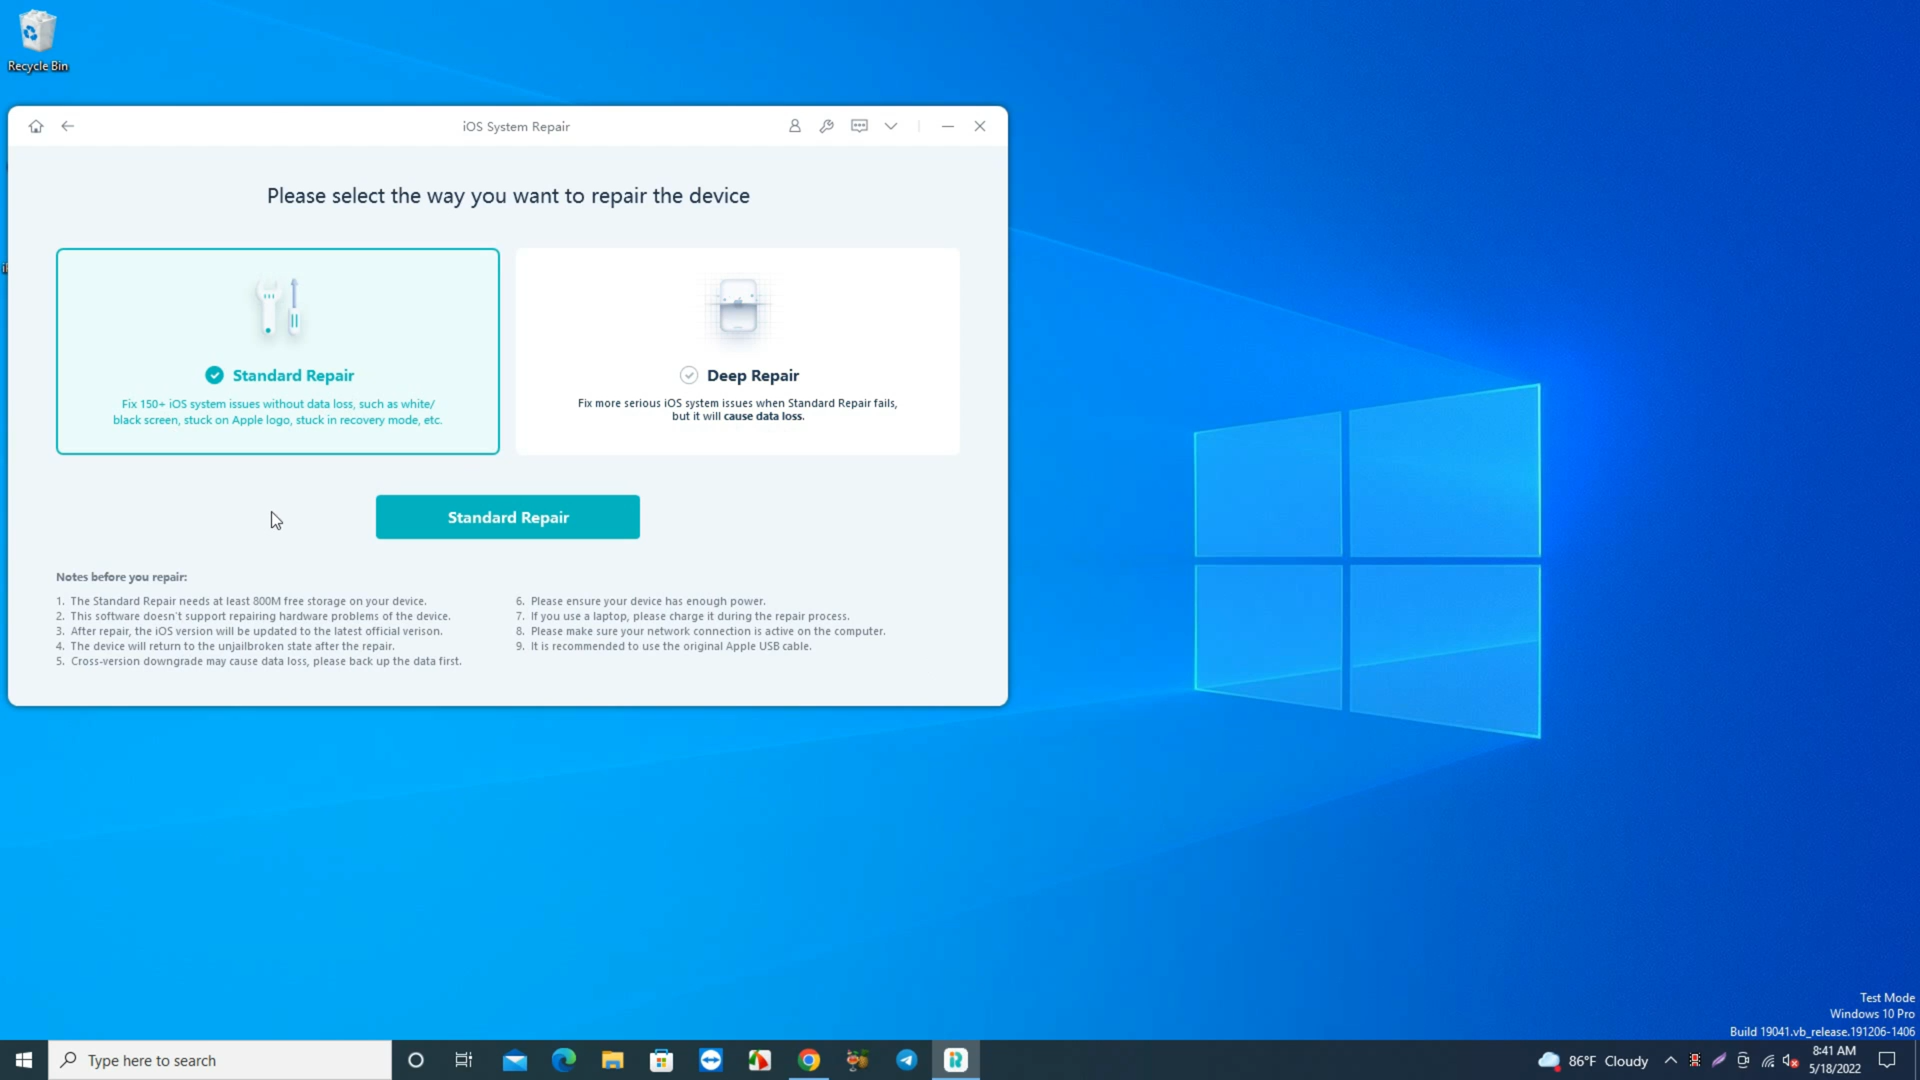 Recycle Bin
iOS System Repair
Please select the way you want to repair the device
Standard Repair
Fix 150+ iOS system issues without data loss, such as white/
black screen, stuck on Apple logo, stuck in recovery mode, etc.
Deep Repair
Fix more serious iOS system issues when Standard Repair fails,
but it will cause data loss.
Standard Repair
Notes before you repair:
1. The Standard Repair needs at least 800M free storage on your device.
2. This software doesn't support repairing hardware problems of the device.
3. After repair, the iOS version will be updated to the latest official verison.
4. The device will return to the unjailbroken state after the repair.
5. Cross-version downgrade may cause data loss, please back up the data first.
6. Please ensure your device has enough power.
7. If you use a laptop, please charge it during the repair process.
8. Please make sure your network connection is active on the computer.
9. It is recommended to use the original Apple USB cable.
Test Mode
Windows 10 Pro
Build 19041.vb_release.191206-1406
Type here to search
86°F Cloudy
8:41 AM
5/18/2022